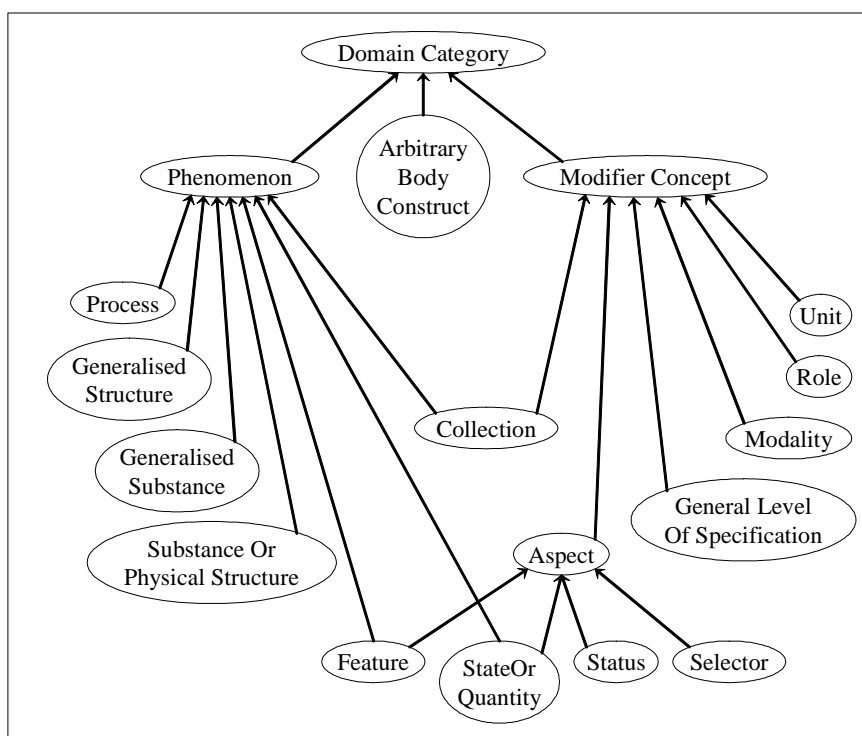 Domain Category
Arbitrary
Body
Construct
Phenomenon
Modifier Concept
Process
Unit
Generalised
Structure
Role
Collection
Modality
Generalised
Substance
General Level
Of Specification
Substance Or
Physical Structure
Aspect
Feature
StateOr
Quantity
Status
Selector